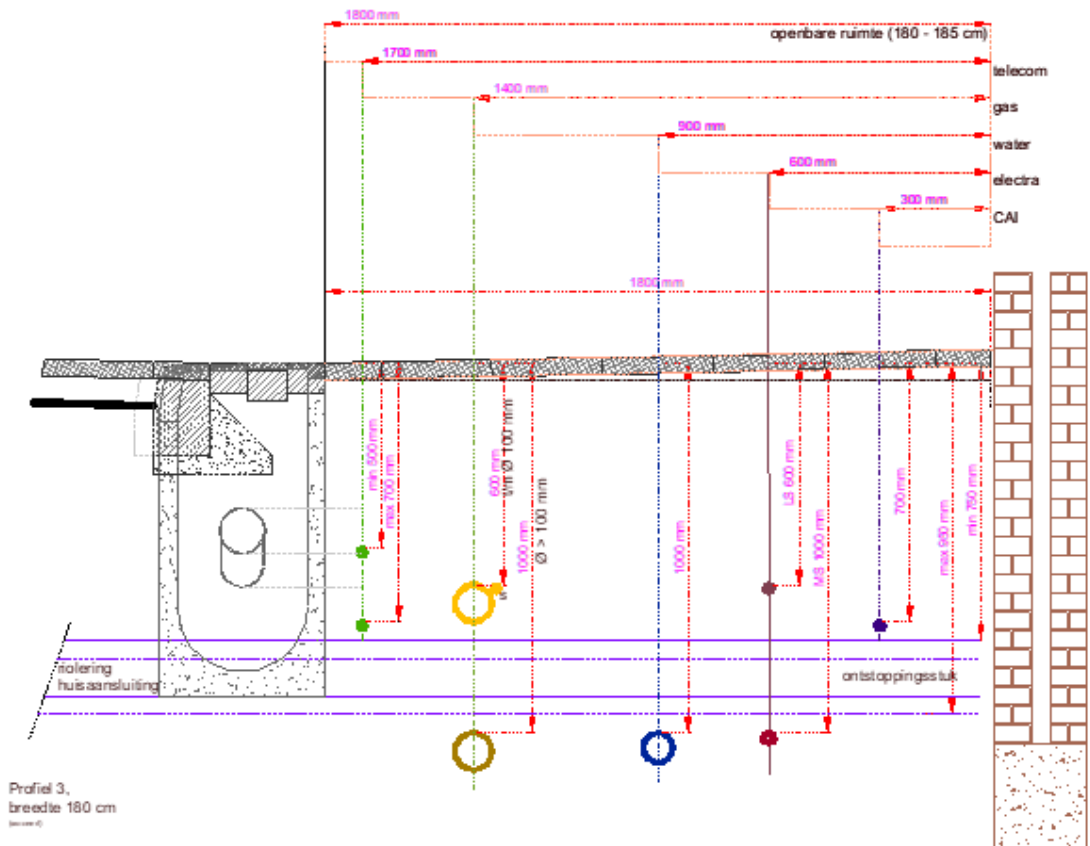 1800 mm
openbare ruimte (180 - 185 cm)
1700 mm
telecom
1400 mm
gas
900 mm
water
600 mm
electra
300 mm
CAI
1800 mm
min 500 mm
max 700 mm
600 mm
t/m Ø 100 mm
1000 mm
Ø > 100 mm
1000 mm
LS 600 mm
MS 1000 mm
700 mm
max 950 mm
min 750 mm
riolering
huisaansluiting
ontstoppingsstuk
Profiel 3,
breedte 180 cm